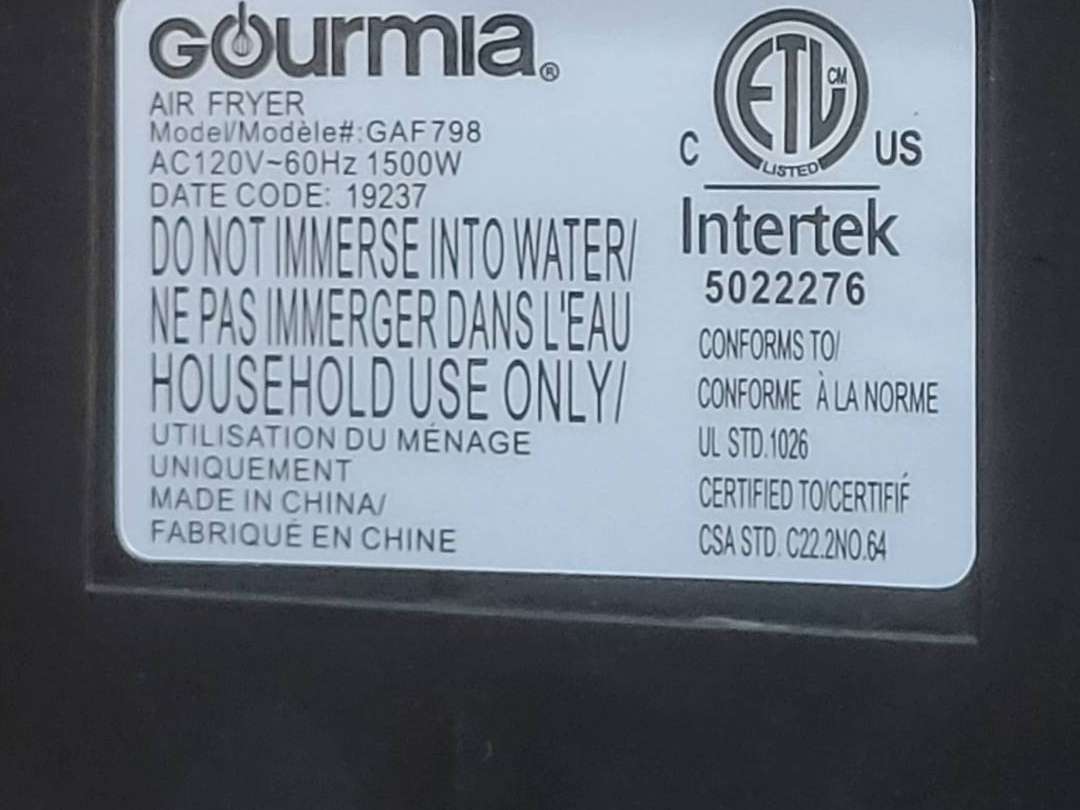 GOurmia®
AIR FRYER
Model/Modèle#:GAF798
AC120V~60Hz 1500W
DATE CODE: 19237
DO NOT IMMERSE INTO WATER/
NE PAS IMMERGER DANS L'EAU
HOUSEHOLD USE ONLY/
UTILISATION DU MÉNAGE
UNIQUEMENT
MADE IN CHINA/
FABRIQUÉ EN CHINE
ETL CM
LISTED
C US
Intertek
5022276
CONFORMS TO/
CONFORME À LA NORME
UL STD.1026
CERTIFIED TO/CERTIFIÉ
CSA STD. C22.2NO.64